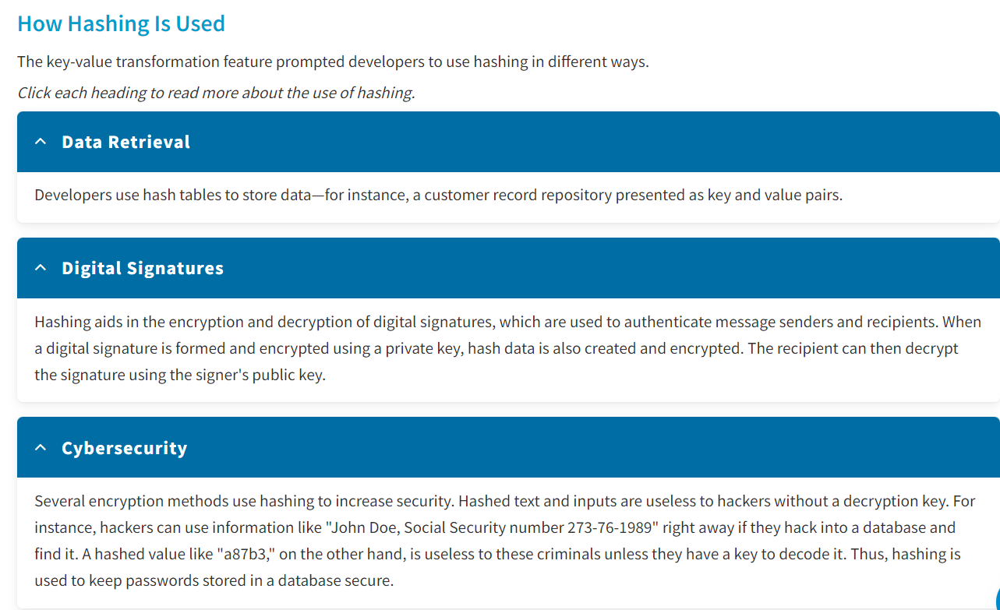 How Hashing Is Used
The key-value transformation feature prompted developers to use hashing in different ways.
Click each heading to read more about the use of hashing.
Data Retrieval
Developers use hash tables to store data—for instance, a customer record repository presented as key and value pairs.
Digital Signatures
Hashing aids in the encryption and decryption of digital signatures, which are used to authenticate message senders and recipients. When
a digital signature is formed and encrypted using a private key, hash data is also created and encrypted. The recipient can then decrypt
the signature using the signer's public key.
Cybersecurity
Several encryption methods use hashing to increase security. Hashed text and inputs are useless to hackers without a decryption key. For
instance, hackers can use information like "John Doe, Social Security number 273-76-1989" right away if they hack into a database and
find it. A hashed value like "a87b3," on the other hand, is useless to these criminals unless they have a key to decode it. Thus, hashing is
used to keep passwords stored in a database secure.